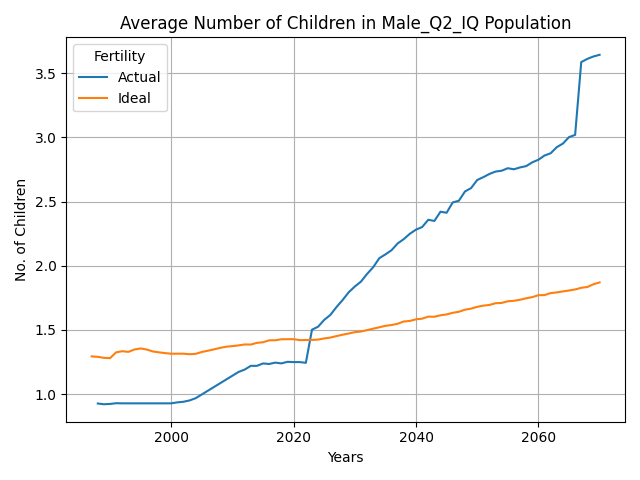 Average Number of Children in Male_Q2_IQ Population
Fertility
Actual
Ideal
No. of Children
3.5
3.0
2.5
2.0
1.5
1.0
2000 2020 2040 2060
Years